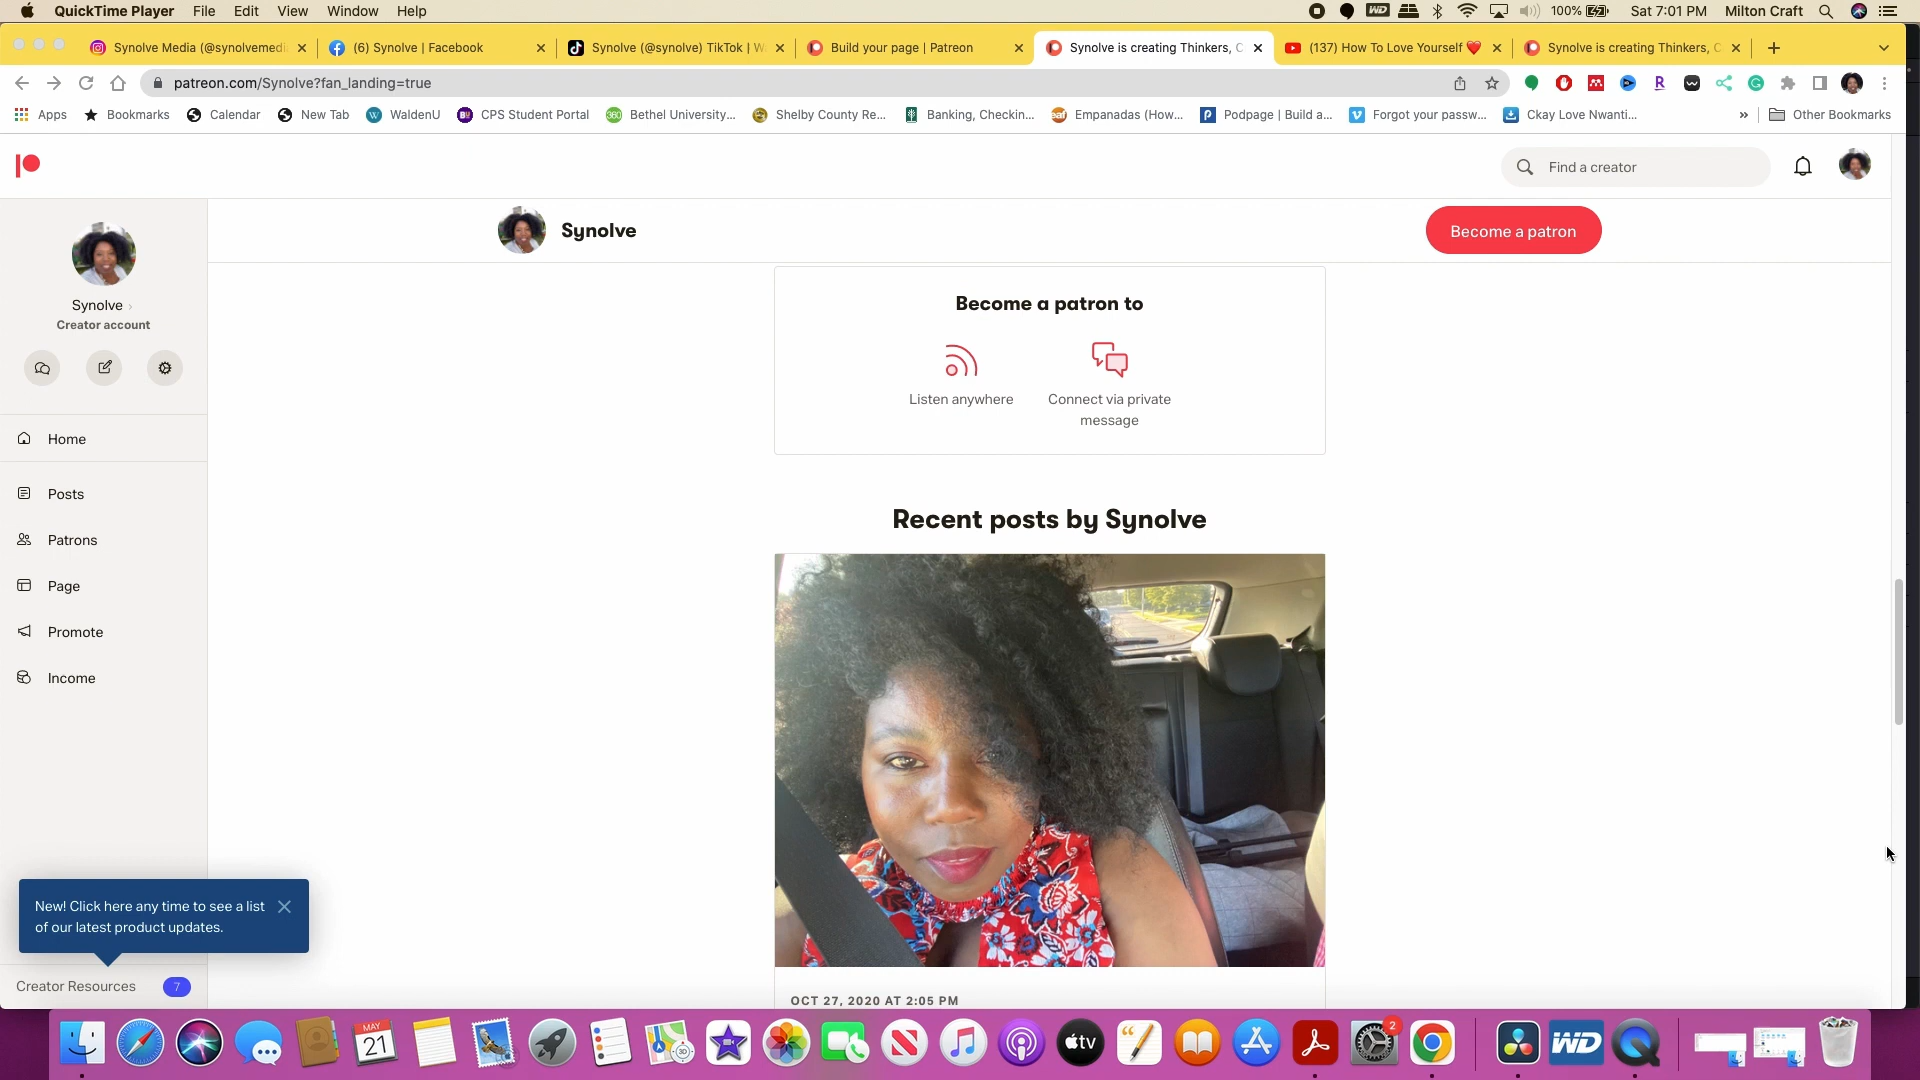 QuickTime Player File Edit View Window Help
100% Sat 7:01 PM Milton Craft
Synolve Media (@synolvemedi
(6) Synolve | Facebook
Synolve (@synolve) TikTok | W
Build your page | Patreon
Synolve is creating Thinkers, C
(137) How To Love Yourself ❤️
Synolve is creating Thinkers, C
patreon.com/Synolve?fan_landing=true
Apps Bookmarks Calendar New Tab WaldenU CPS Student Portal Bethel University... Shelby County Re... Banking, Checkin... Empanadas (How... Podpage | Build a... Forgot your passw... Ckay Love Nwanti... » Other Bookmarks
Find a creator
Synolve
Become a patron
Synolve ›
Creator account
Home
Posts
Patrons
Page
Promote
Income
New! Click here any time to see a list
of our latest product updates.
Creator Resources 7
Become a patron to
Listen anywhere
Connect via private
message
Recent posts by Synolve
OCT 27, 2020 AT 2:05 PM
MAY
21
3D
tv
2
WD